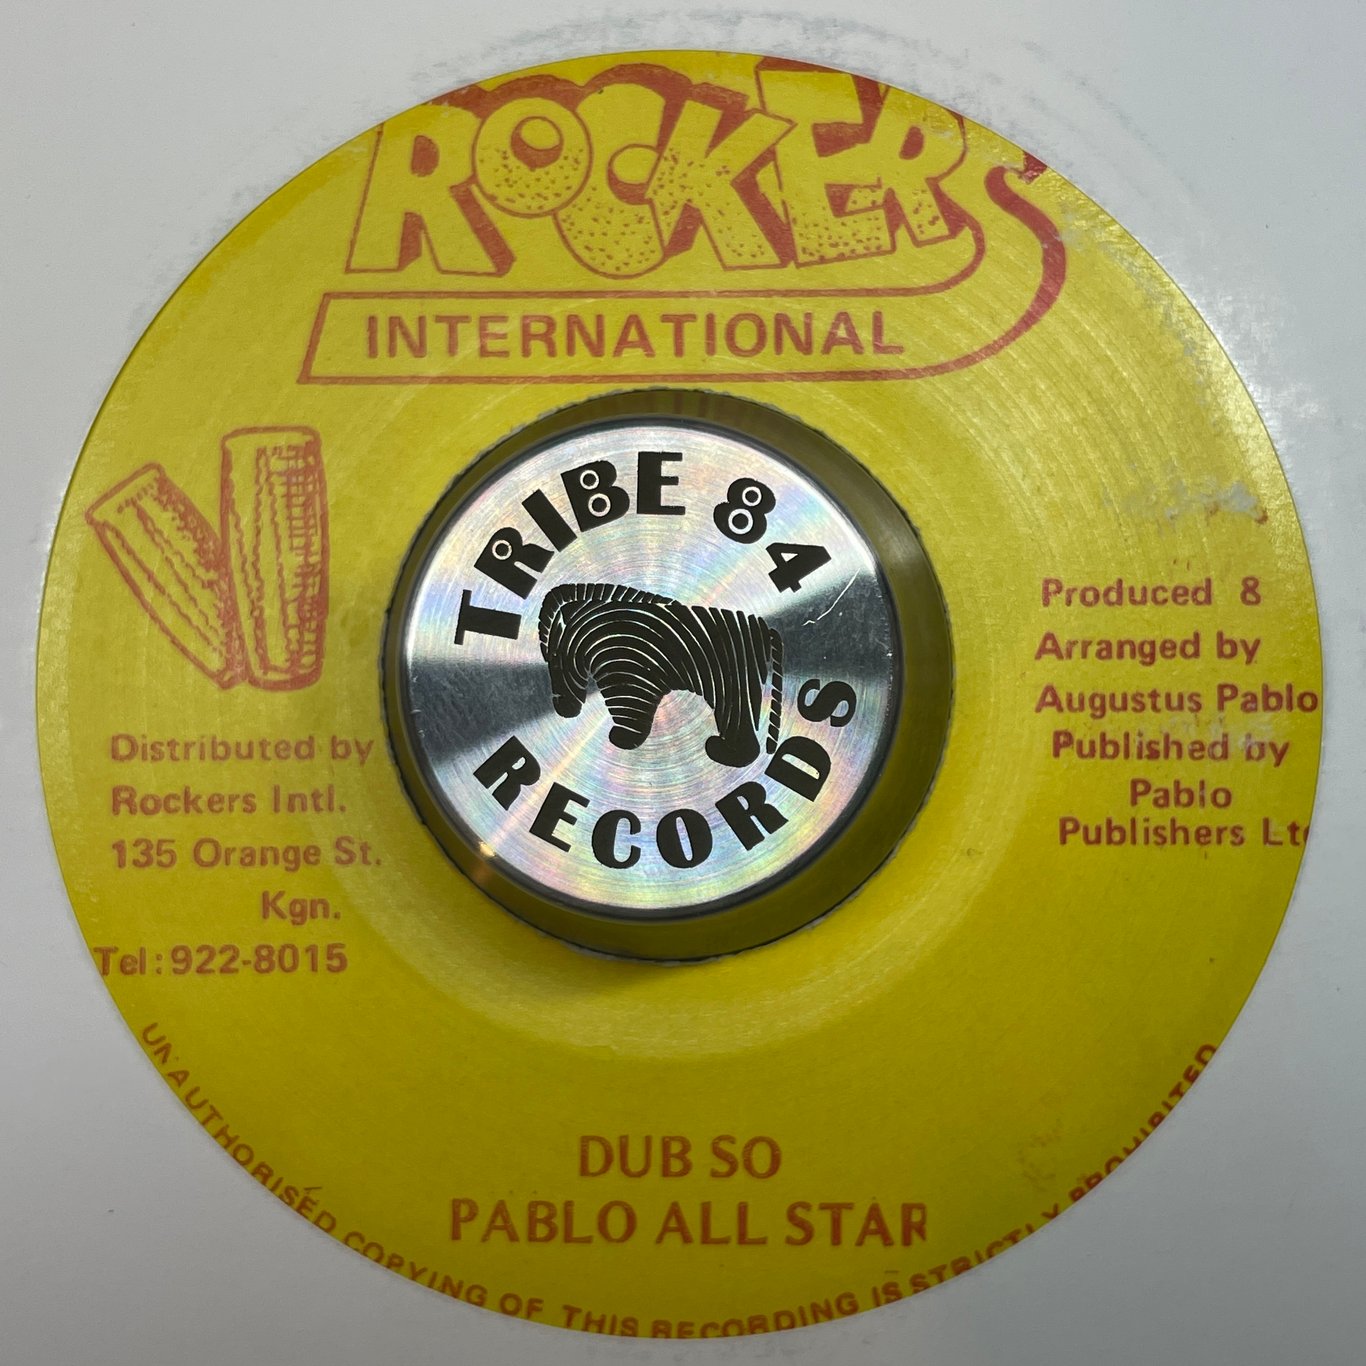 ROCKERS
INTERNATIONAL
TRIBE 84
RECORDS
Distributed by
Rockers Intl.
135 Orange St.
Kgn.
Tel:922-8015
Produced &
Arranged by
Augustus Pablo
Published by
Pablo
Publishers Ltd
DUB SO
PABLO ALL STAR
UNAUTHORISED COPYING OF THIS RECORDING IS STRICTLY PROHIBITED